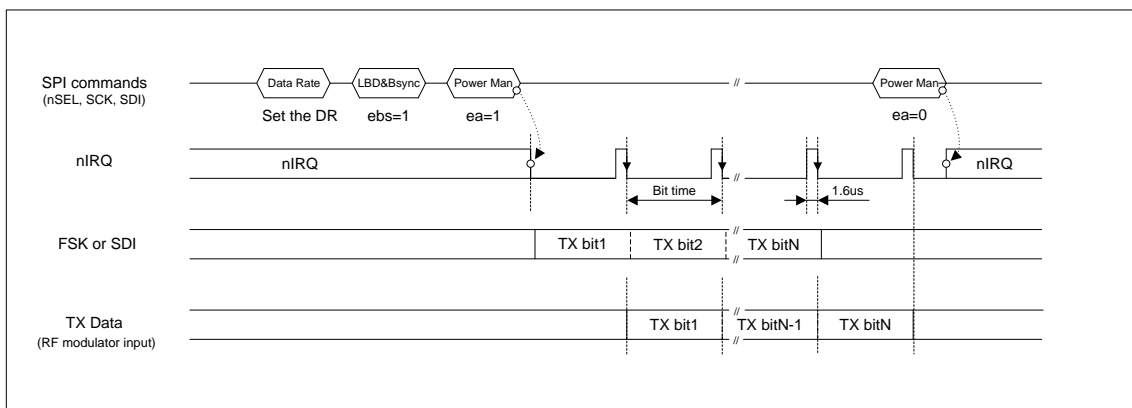 SPI commands
(nSEL, SCK, SDI)
Data Rate
LBD&Bsync
Power Man
//
Power Man
Set the DR
ebs=1
ea=1
ea=0
nIRQ
nIRQ
nIRQ
Bit time
//
1.6us
FSK or SDI
TX bit1
TX bit2
//
TX bitN
//
TX Data
(RF modulator input)
TX bit1
//
TX bitN-1
//
TX bitN